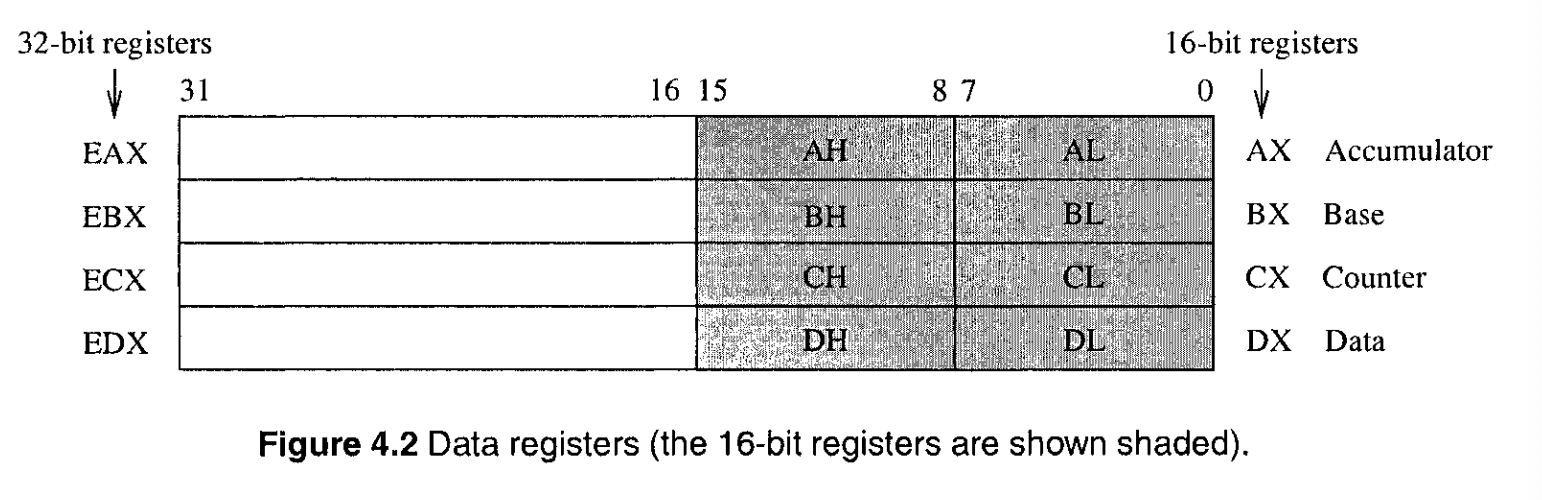 32-bit registers 16-bit registers
31 16 15 8 7 0
EAX AH AL AX Accumulator
EBX BH BL BX Base
ECX CH CL CX Counter
EDX DH DL DX Data
Figure 4.2 Data registers (the 16-bit registers are shown shaded).